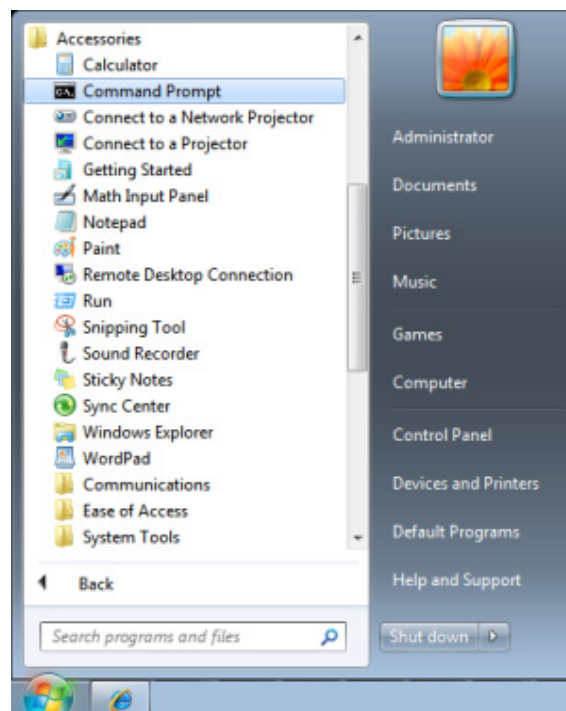 Accessories
Calculator
Command Prompt
Connect to a Network Projector
Connect to a Projector
Getting Started
Math Input Panel
Notepad
Paint
Remote Desktop Connection
Run
Snipping Tool
Sound Recorder
Sticky Notes
Sync Center
Windows Explorer
WordPad
Communications
Ease of Access
System Tools
Back
Search programs and files
Administrator
Documents
Pictures
Music
Games
Computer
Control Panel
Devices and Printers
Default Programs
Help and Support
Shut down